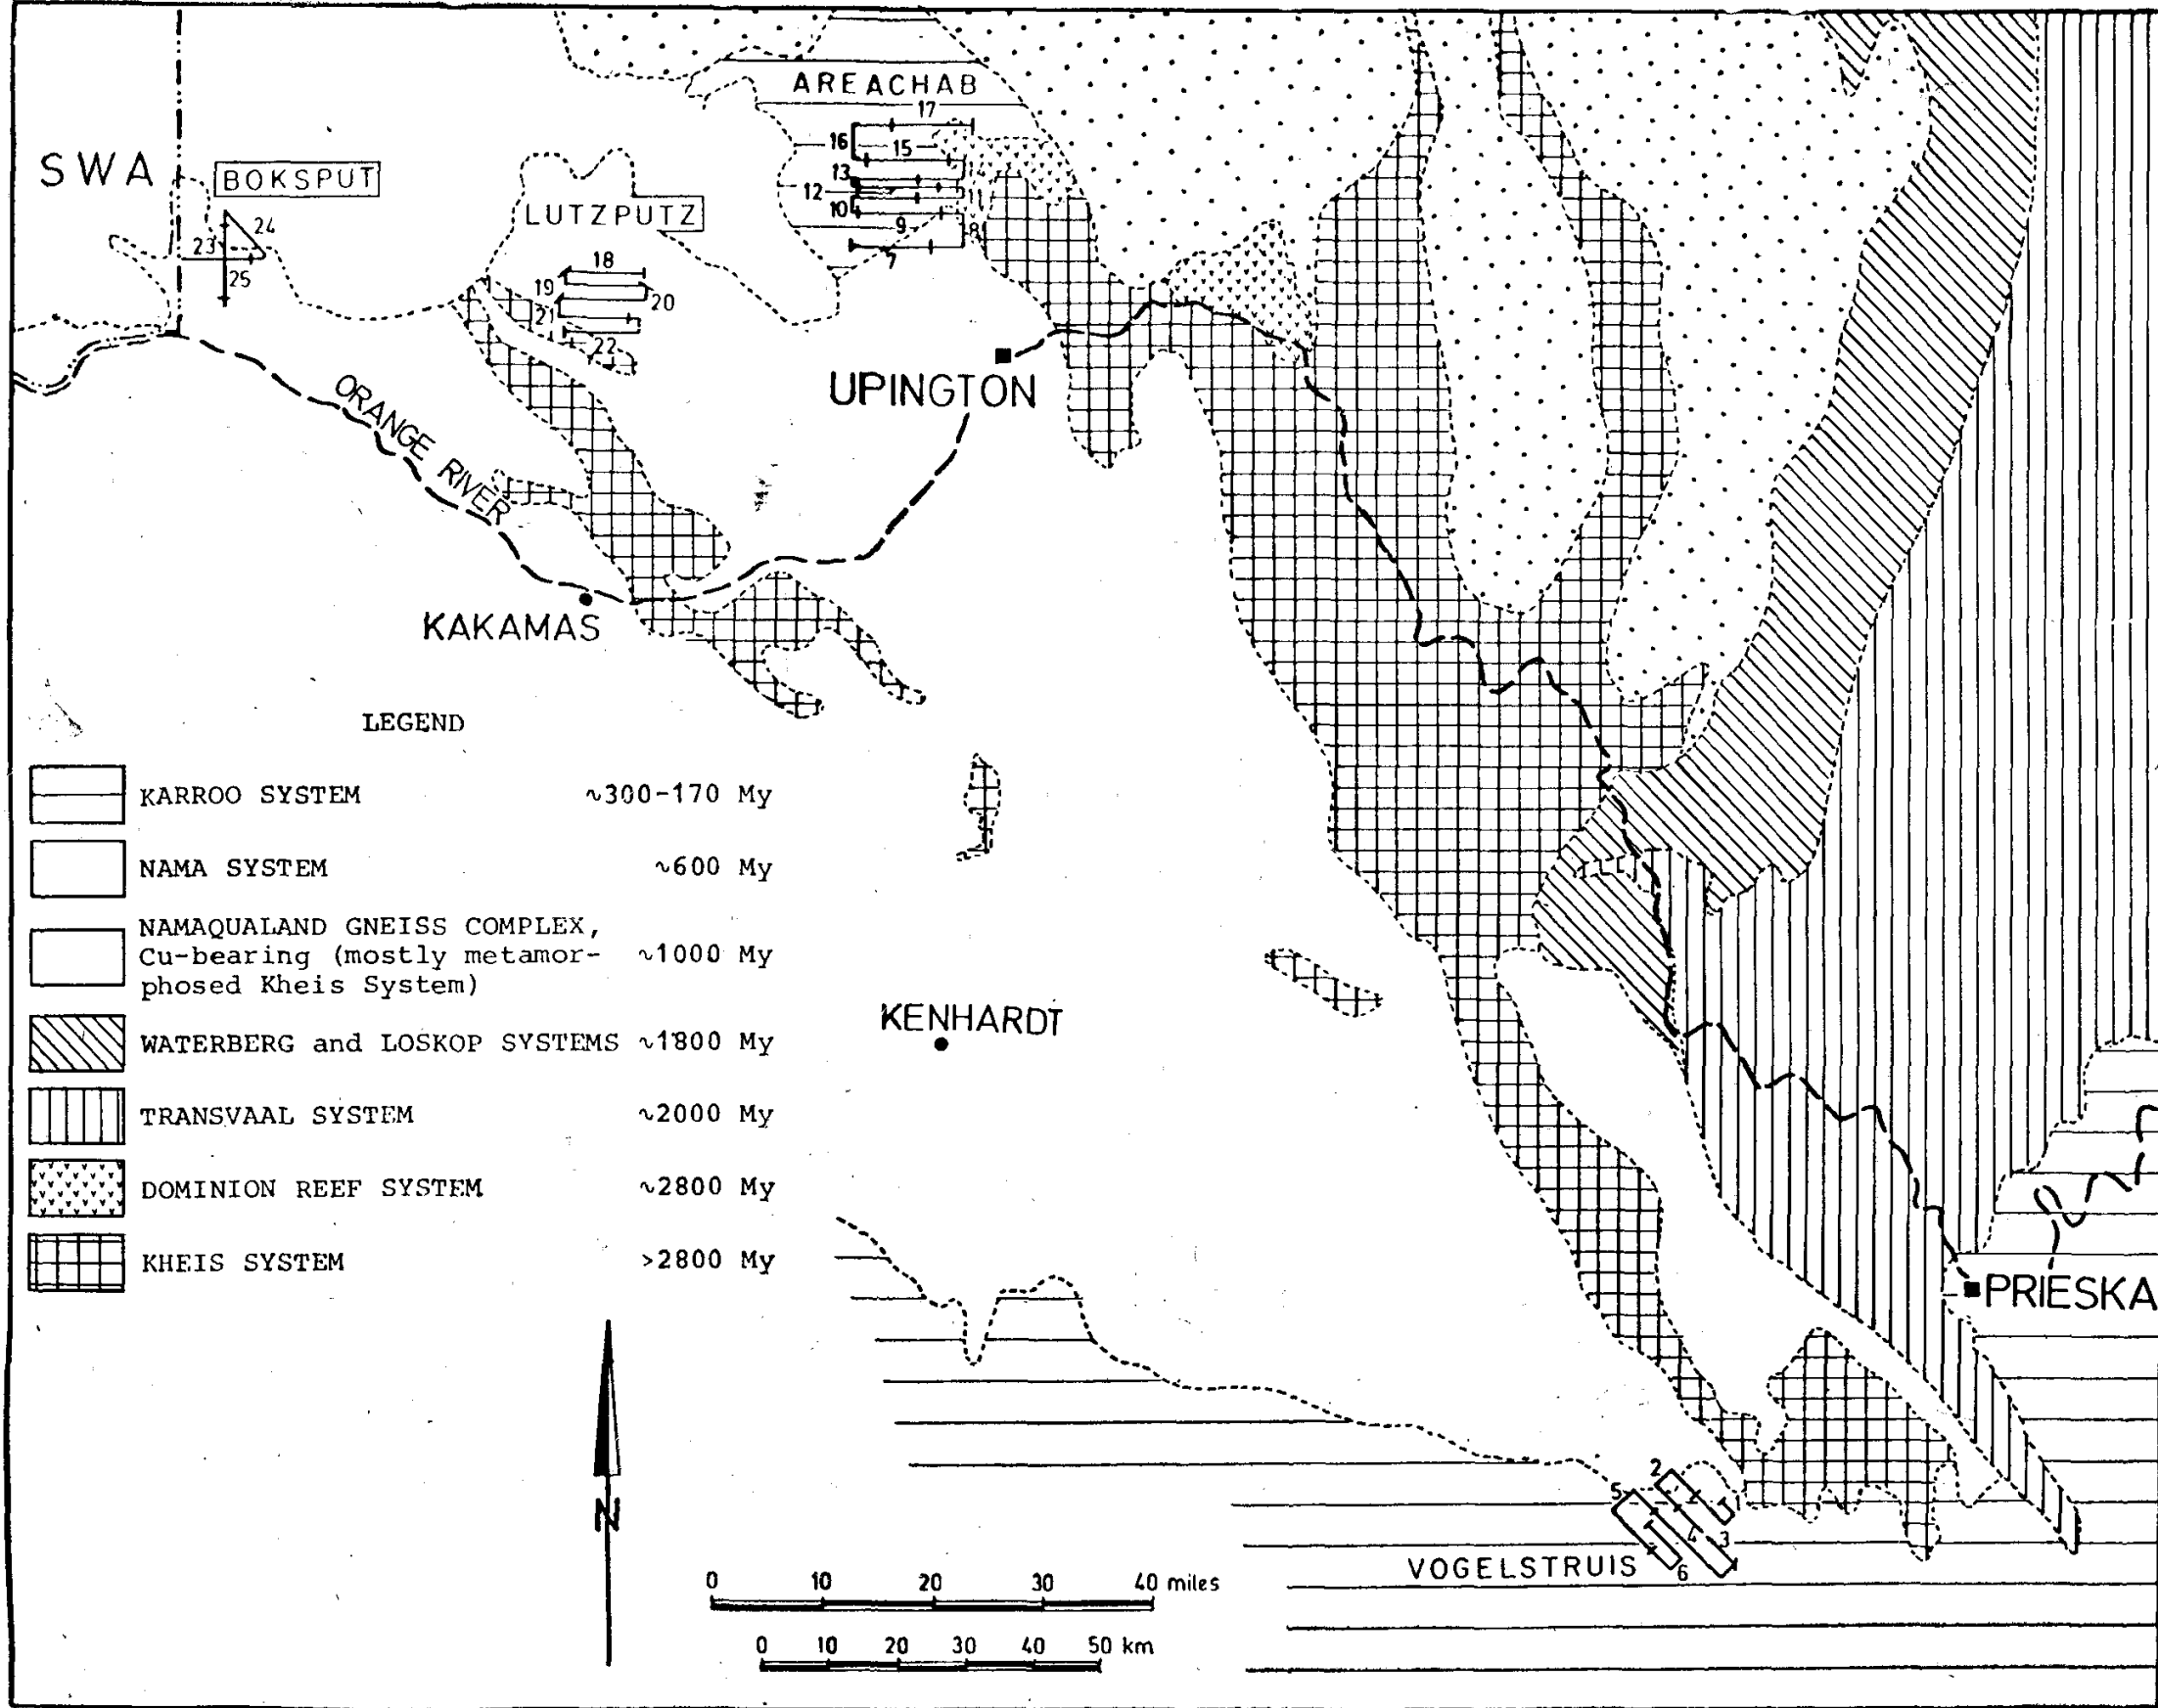 AREACHAB
17
16
15
13
12
10
9
8
7
SWA
BOKSPUT
24
23
25
LUTZPUTZ
18
19
20
21
22
UPINGTON
ORANGE RIVER
KAKAMAS
LEGEND
KARROO SYSTEM ~300-170 My
NAMA SYSTEM ~600 My
NAMAQUALAND GNEISS COMPLEX,
Cu-bearing (mostly metamor- ~1000 My
phosed Kheis System)
WATERBERG and LOSKOP SYSTEMS ~1800 My
TRANSVAAL SYSTEM ~2000 My
DOMINION REEF SYSTEM ~2800 My
KHEIS SYSTEM >2800 My
KENHARDT
PRIESKA
N
2
5
4
3
6
VOGELSTRUIS
0 10 20 30 40 miles
0 10 20 30 40 50 km